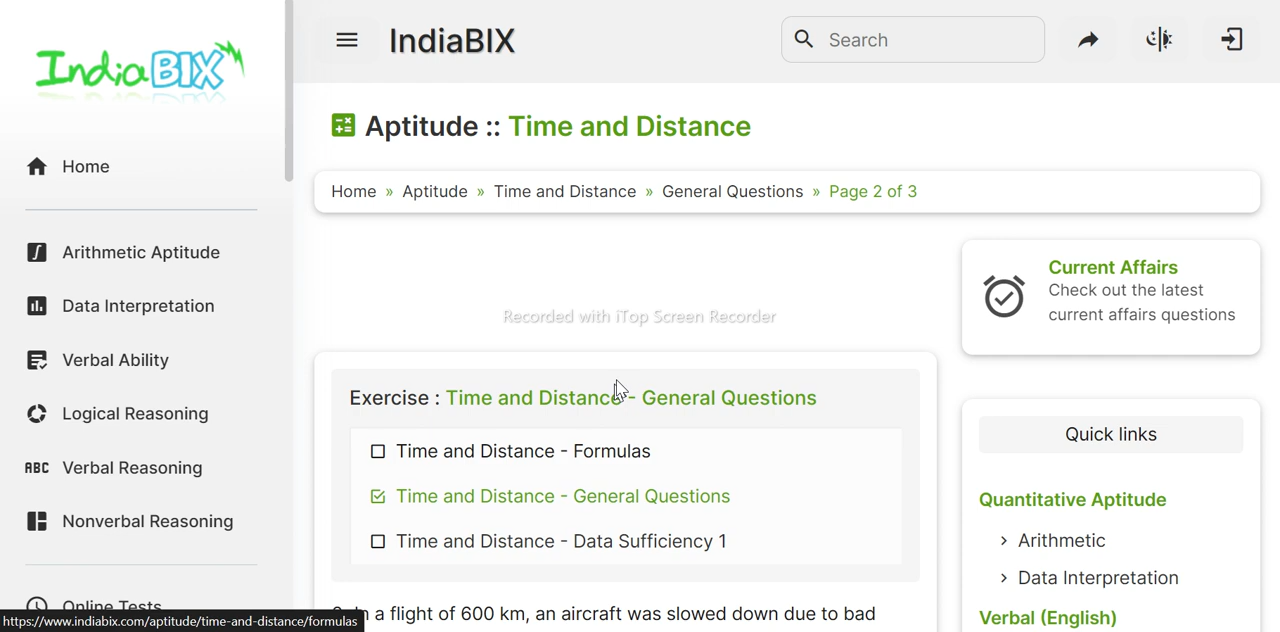 IndiaBIX
IndiaBIX
Search
Home
Arithmetic Aptitude
Data Interpretation
Verbal Ability
Logical Reasoning
ABC Verbal Reasoning
Nonverbal Reasoning
Online Tests
Aptitude :: Time and Distance
Home » Aptitude » Time and Distance » General Questions » Page 2 of 3
Recorded with iTop Screen Recorder
Exercise : Time and Distance - General Questions
Time and Distance - Formulas
Time and Distance - General Questions
Time and Distance - Data Sufficiency 1
a flight of 600 km, an aircraft was slowed down due to bad
Current Affairs
Check out the latest
current affairs questions
Quick links
Quantitative Aptitude
› Arithmetic
› Data Interpretation
Verbal (English)
https://www.indiabix.com/aptitude/time-and-distance/formulas